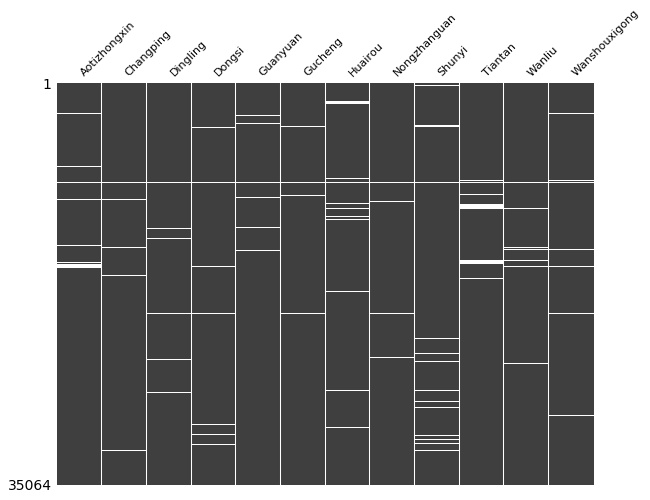 Aotizhongxin Changping Dingling Dongsi Guanyuan Gucheng Huairou Nongzhanguan Shunyi Tiantan Wanliu Wanshouxigong
1
35064